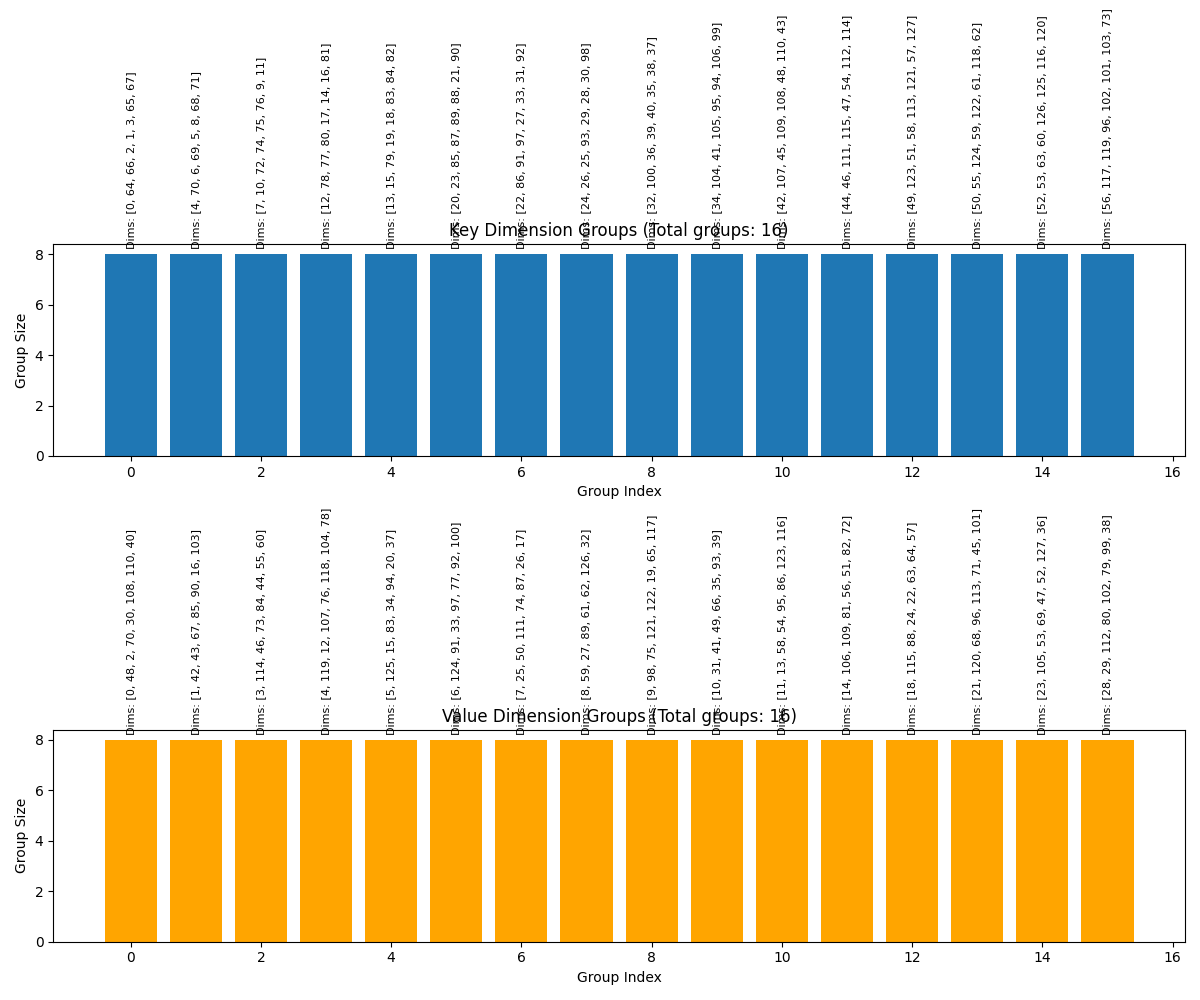 Dims: [0, 64, 66, 2, 1, 3, 65, 67]
Dims: [4, 70, 6, 69, 5, 8, 68, 71]
Dims: [7, 10, 72, 74, 75, 76, 9, 11]
Dims: [12, 78, 77, 80, 17, 14, 16, 81]
Dims: [13, 15, 79, 19, 18, 83, 84, 82]
Dims: [20, 23, 85, 87, 89, 88, 21, 90]
Dims: [22, 86, 91, 97, 27, 33, 31, 92]
Dims: [24, 26, 25, 93, 29, 28, 30, 98]
Dims: [32, 100, 36, 39, 40, 35, 38, 37]
Dims: [34, 104, 41, 105, 95, 94, 106, 99]
Dims: [42, 107, 45, 109, 108, 48, 110, 43]
Dims: [44, 46, 111, 115, 47, 54, 112, 114]
Dims: [49, 123, 51, 58, 113, 121, 57, 127]
Dims: [50, 55, 124, 59, 122, 61, 118, 62]
Dims: [52, 53, 63, 60, 126, 125, 116, 120]
Dims: [56, 117, 119, 96, 102, 101, 103, 73]
Key Dimension Groups (Total groups: 16)
Group Size
8
6
4
2
0
0 2 4 6 8 10 12 14 16
Group Index
Dims: [0, 48, 2, 70, 30, 108, 110, 40]
Dims: [1, 42, 43, 67, 85, 90, 16, 103]
Dims: [3, 114, 46, 73, 84, 44, 55, 60]
Dims: [4, 119, 12, 107, 76, 118, 104, 78]
Dims: [5, 125, 15, 83, 34, 94, 20, 37]
Dims: [6, 124, 91, 33, 97, 77, 92, 100]
Dims: [7, 25, 50, 111, 74, 87, 26, 17]
Dims: [8, 59, 27, 89, 61, 62, 126, 32]
Dims: [9, 98, 75, 121, 122, 19, 65, 117]
Dims: [10, 31, 41, 49, 66, 35, 93, 39]
Dims: [11, 13, 58, 54, 95, 86, 123, 116]
Dims: [14, 106, 109, 81, 56, 51, 82, 72]
Dims: [18, 115, 88, 24, 22, 63, 64, 57]
Dims: [21, 120, 68, 96, 113, 71, 45, 101]
Dims: [23, 105, 53, 69, 47, 52, 127, 36]
Dims: [28, 29, 112, 80, 102, 79, 99, 38]
Value Dimension Groups (Total groups: 16)
Group Size
8
6
4
2
0
0 2 4 6 8 10 12 14 16
Group Index